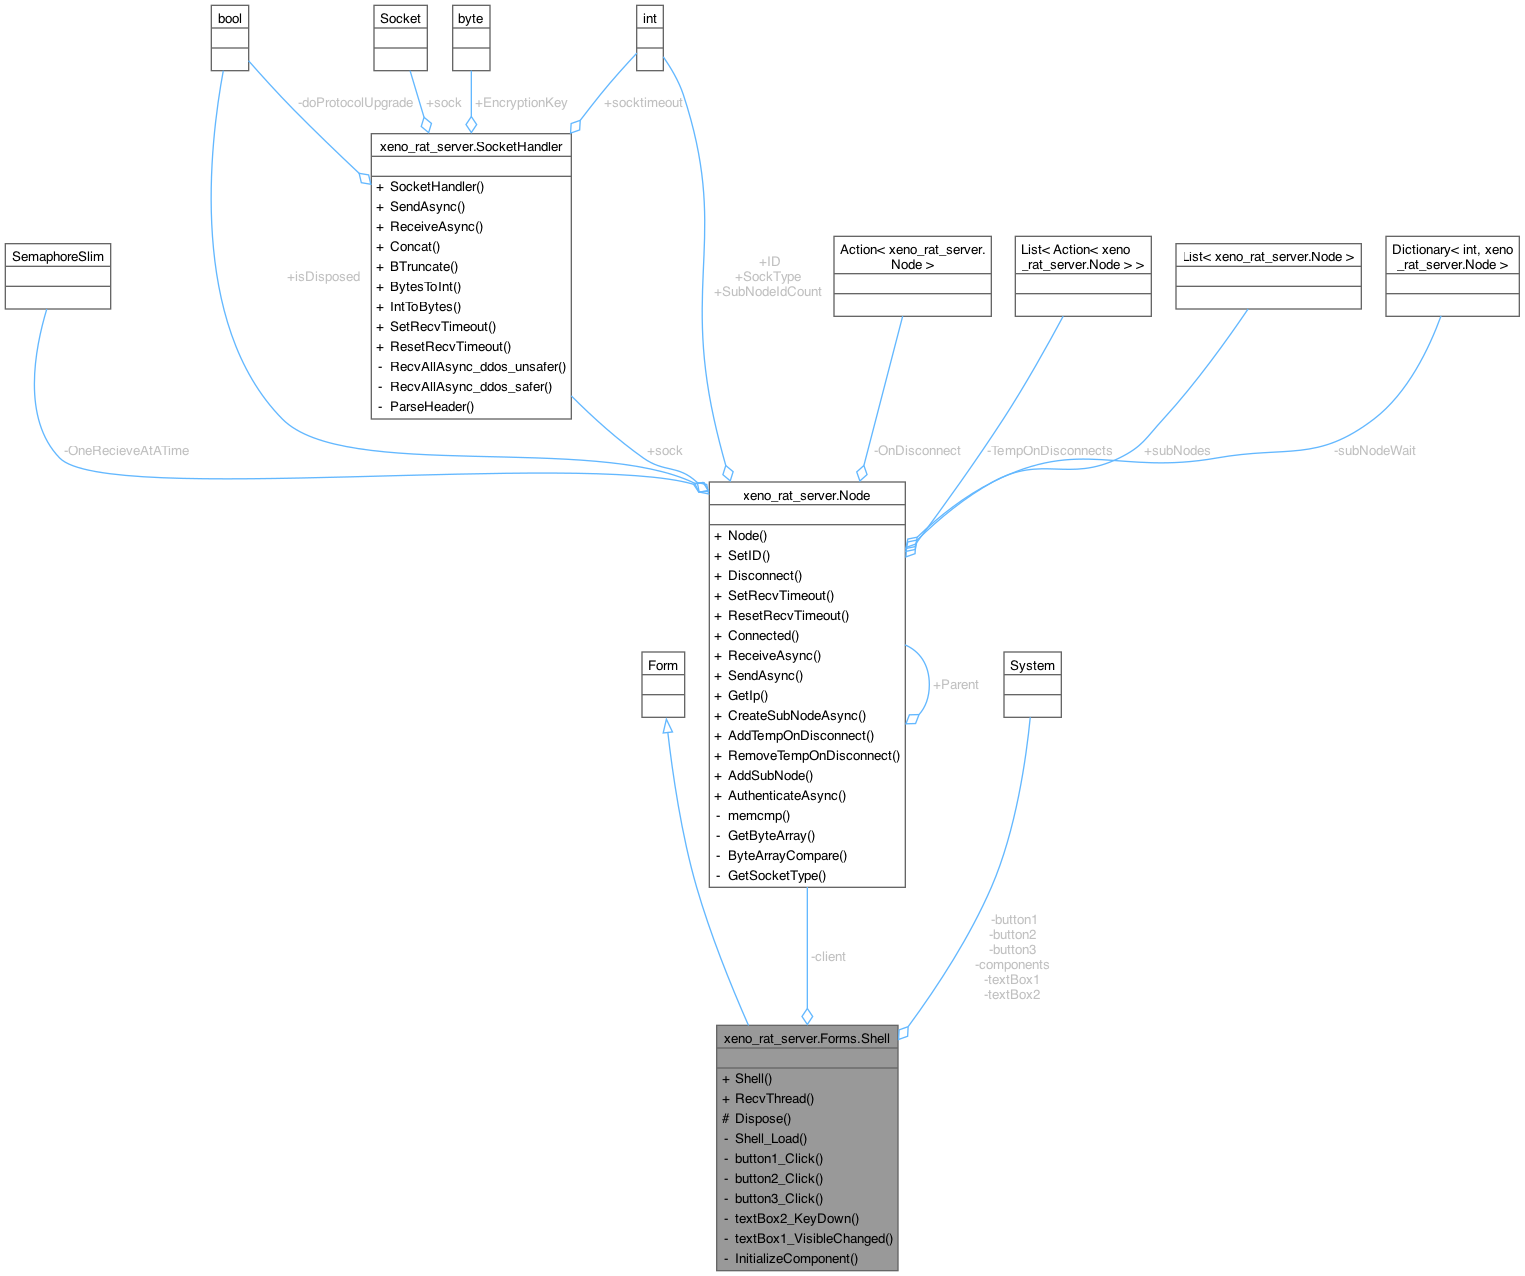 bool
Socket
byte
int
-doProtocolUpgrade
+sock
+EncryptionKey
+socktimeout
xeno_rat_server.SocketHandler
+ SocketHandler()
+ SendAsync()
+ ReceiveAsync()
+ Concat()
+ BTruncate()
+ BytesToInt()
+ IntToBytes()
+ SetRecvTimeout()
+ ResetRecvTimeout()
- RecvAllAsync_ddos_unsafer()
- RecvAllAsync_ddos_safer()
- ParseHeader()
SemaphoreSlim
+isDisposed
+ID
+SockType
+SubNodeIdCount
Action< xeno_rat_server.
Node >
List< Action< xeno
_rat_server.Node > >
List< xeno_rat_server.Node >
Dictionary< int, xeno
_rat_server.Node >
-OneRecieveAtATime
+sock
-OnDisconnect
-TempOnDisconnects
+subNodes
-subNodeWait
xeno_rat_server.Node
+ Node()
+ SetID()
+ Disconnect()
+ SetRecvTimeout()
+ ResetRecvTimeout()
+ Connected()
+ ReceiveAsync()
+ SendAsync()
+ GetIp()
+ CreateSubNodeAsync()
+ AddTempOnDisconnect()
+ RemoveTempOnDisconnect()
+ AddSubNode()
+ AuthenticateAsync()
- memcmp()
- GetByteArray()
- ByteArrayCompare()
- GetSocketType()
+Parent
Form
System
-client
-button1
-button2
-button3
-components
-textBox1
-textBox2
xeno_rat_server.Forms.Shell
+ Shell()
+ RecvThread()
# Dispose()
- Shell_Load()
- button1_Click()
- button2_Click()
- button3_Click()
- textBox2_KeyDown()
- textBox1_VisibleChanged()
- InitializeComponent()